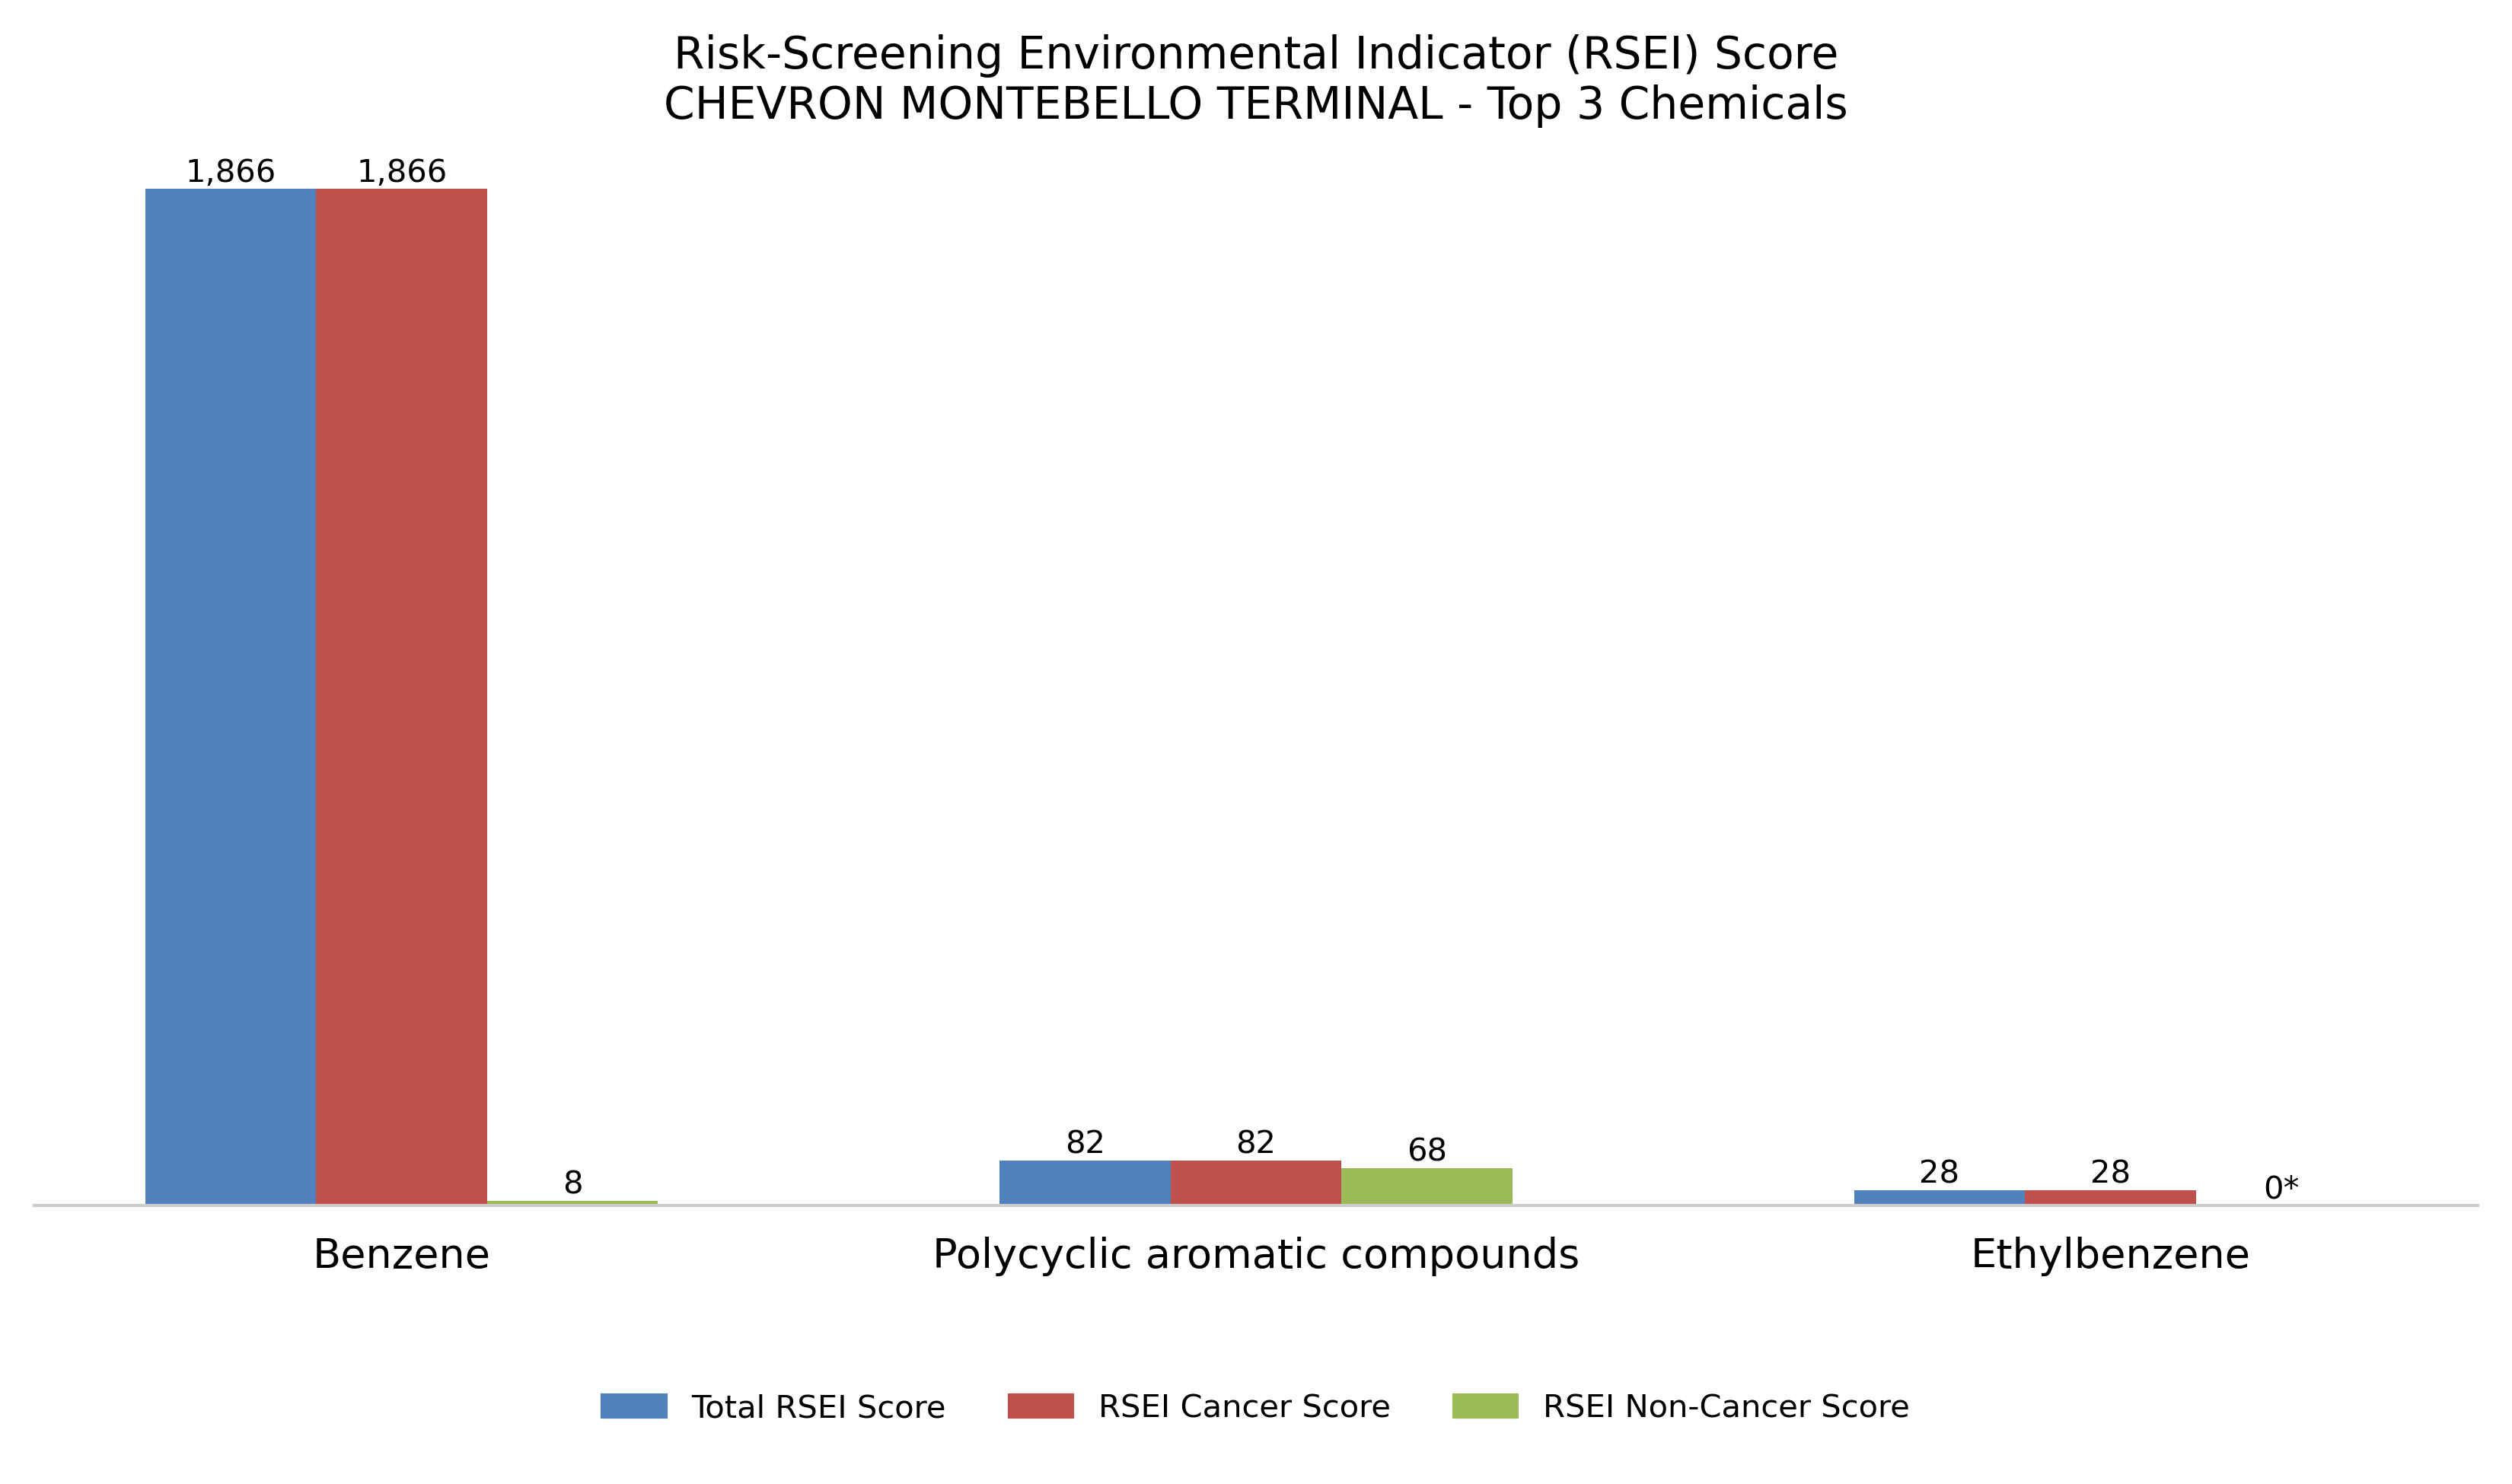 Risk-Screening Environmental Indicator (RSEI) Score
CHEVRON MONTEBELLO TERMINAL - Top 3 Chemicals
1,866
1,866
8
82
82
68
28
28
0*
Benzene
Polycyclic aromatic compounds
Ethylbenzene
Total RSEI Score
RSEI Cancer Score
RSEI Non-Cancer Score